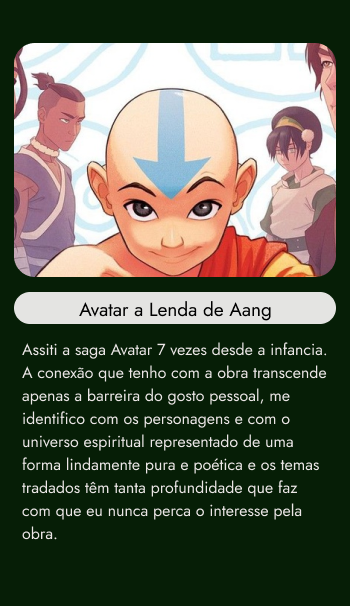 Avatar a Lenda de Aang
Assiti a saga Avatar 7 vezes desde a infancia.
A conexão que tenho com a obra transcende
apenas a barreira do gosto pessoal, me
identifico com os personagens e com o
universo espiritual representado de uma
forma lindamente pura e poética e os temas
tradados têm tanta profundidade que faz
com que eu nunca perca o interesse pela
obra.